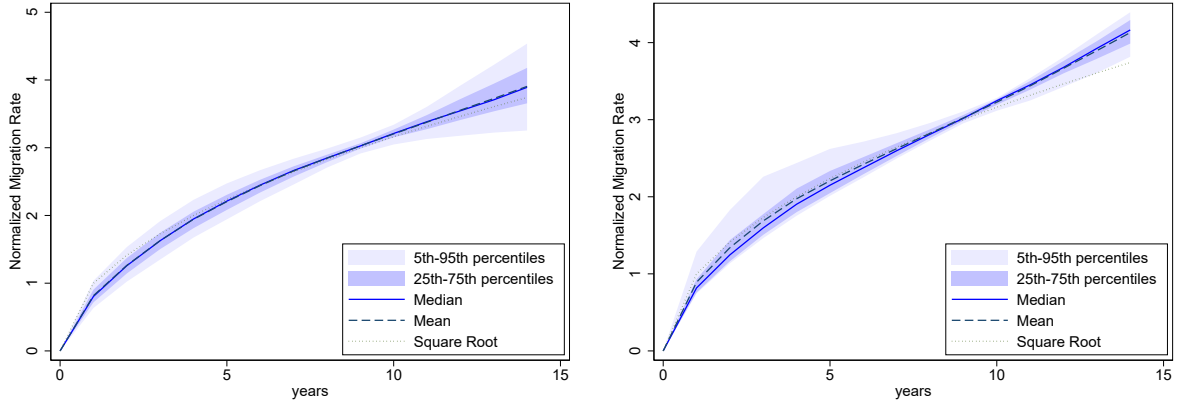 Normalized Migration Rate
5
4
3
2
1
0
0
5
10
15
years
5th-95th percentiles
25th-75th percentiles
Median
Mean
Square Root
Normalized Migration Rate
4
3
2
1
0
0
5
10
15
years
5th-95th percentiles
25th-75th percentiles
Median
Mean
Square Root